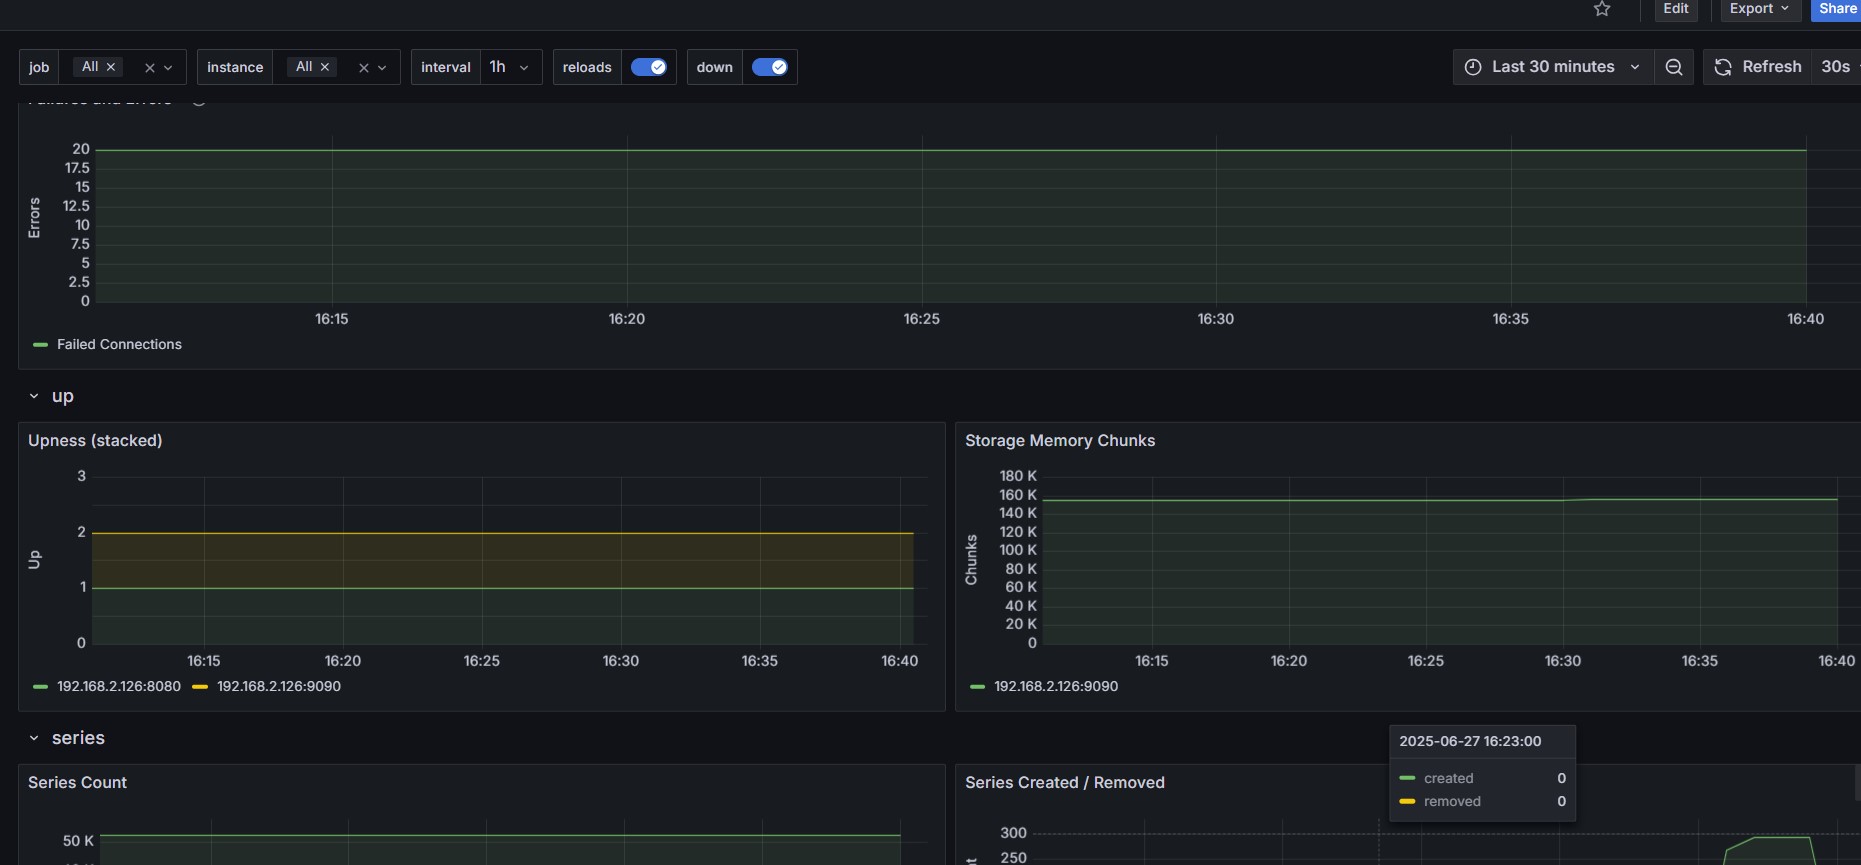 Edit Export Share
job All instance All interval 1h reloads down Last 30 minutes Refresh 30s
Failures and Errors
Errors
20
17.5
15
12.5
10
7.5
5
2.5
0
16:15 16:20 16:25 16:30 16:35 16:40
Failed Connections
up
Upness (stacked)
Up
3
2
1
0
16:15 16:20 16:25 16:30 16:35 16:40
192.168.2.126:8080 192.168.2.126:9090
Storage Memory Chunks
Chunks
180 K
160 K
140 K
120 K
100 K
80 K
60 K
40 K
20 K
0
16:15 16:20 16:25 16:30 16:35 16:40
192.168.2.126:9090
series
Series Count
50 K
Series Created / Removed
300
250
2025-06-27 16:23:00
created 0
removed 0